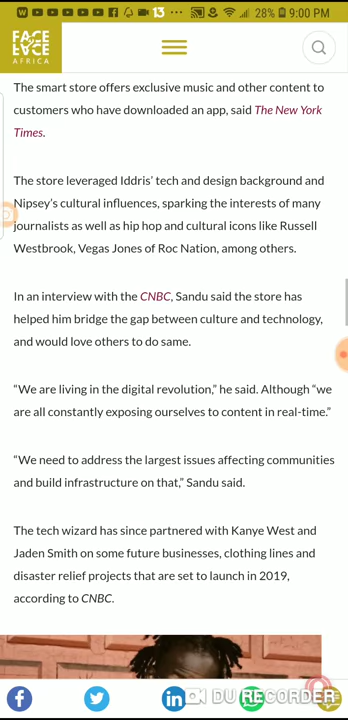 W 13 ... 28% 9:00 PM
FACE
2
FACE
AFRICA
The smart store offers exclusive music and other content to
customers who have downloaded an app, said The New York
Times.
The store leveraged Iddris’ tech and design background and
Nipsey’s cultural influences, sparking the interests of many
journalists as well as hip hop and cultural icons like Russell
Westbrook, Vegas Jones of Roc Nation, among others.
In an interview with the CNBC, Sandu said the store has
helped him bridge the gap between culture and technology,
and would love others to do same.
“We are living in the digital revolution,” he said. Although “we
are all constantly exposing ourselves to content in real-time.”
“We need to address the largest issues affecting communities
and build infrastructure on that,” Sandu said.
The tech wizard has since partnered with Kanye West and
Jaden Smith on some future businesses, clothing lines and
disaster relief projects that are set to launch in 2019,
according to CNBC.
DU RECORDER